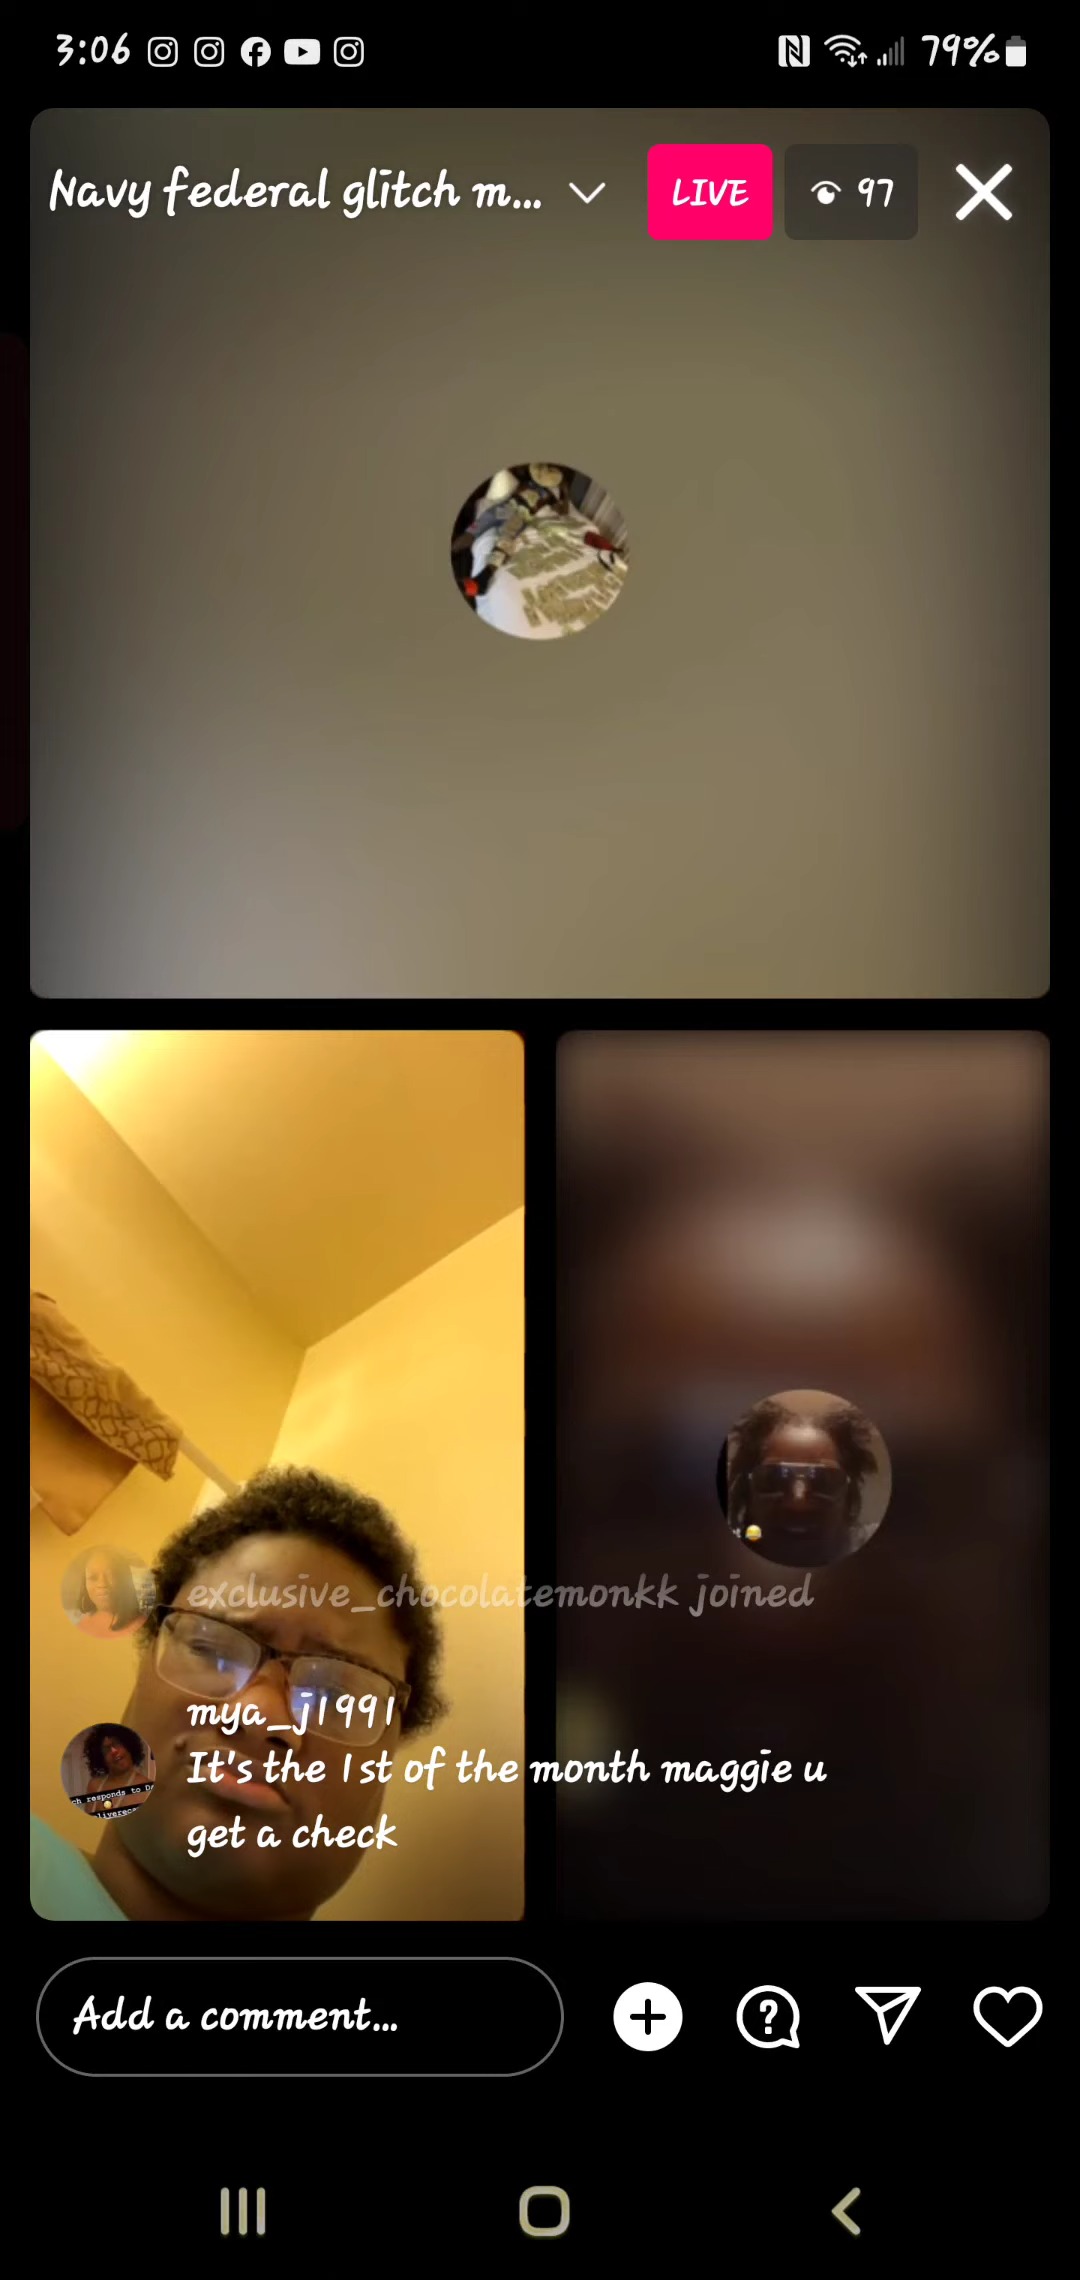 3:06 79%
Navy federal glitch m... LIVE 97
exclusive_chocolatemonkk joined
mya_j1991
It's the 1st of the month maggie u
get a check
Add a comment...